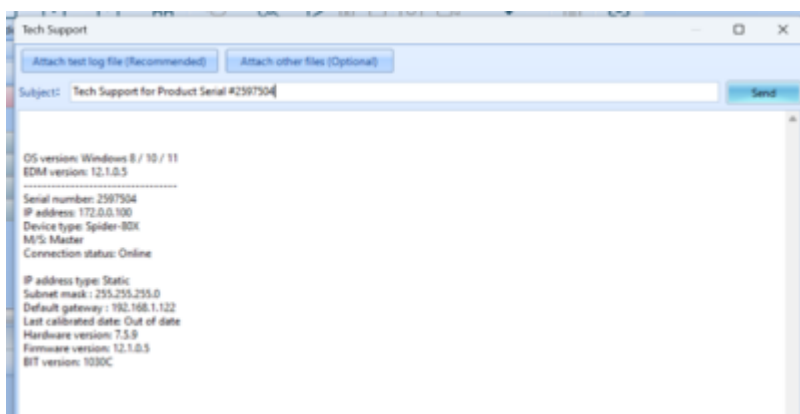 Tech Support
Attach test log file (Recommended) Attach other files (Optional)
Subject: Tech Support for Product Serial #2597504 Send
OS version: Windows 8 / 10 / 11
EDM version: 12.1.0.5
-----------------------------------
Serial number: 2597504
IP address: 172.0.0.100
Device type: Spider-80X
M/S: Master
Connection status: Online
IP address type: Static
Subnet mask : 255.255.255.0
Default gateway : 192.168.1.122
Last calibrated date: Out of date
Hardware version: 7.5.9
Firmware version: 12.1.0.5
BIT version: 1030C